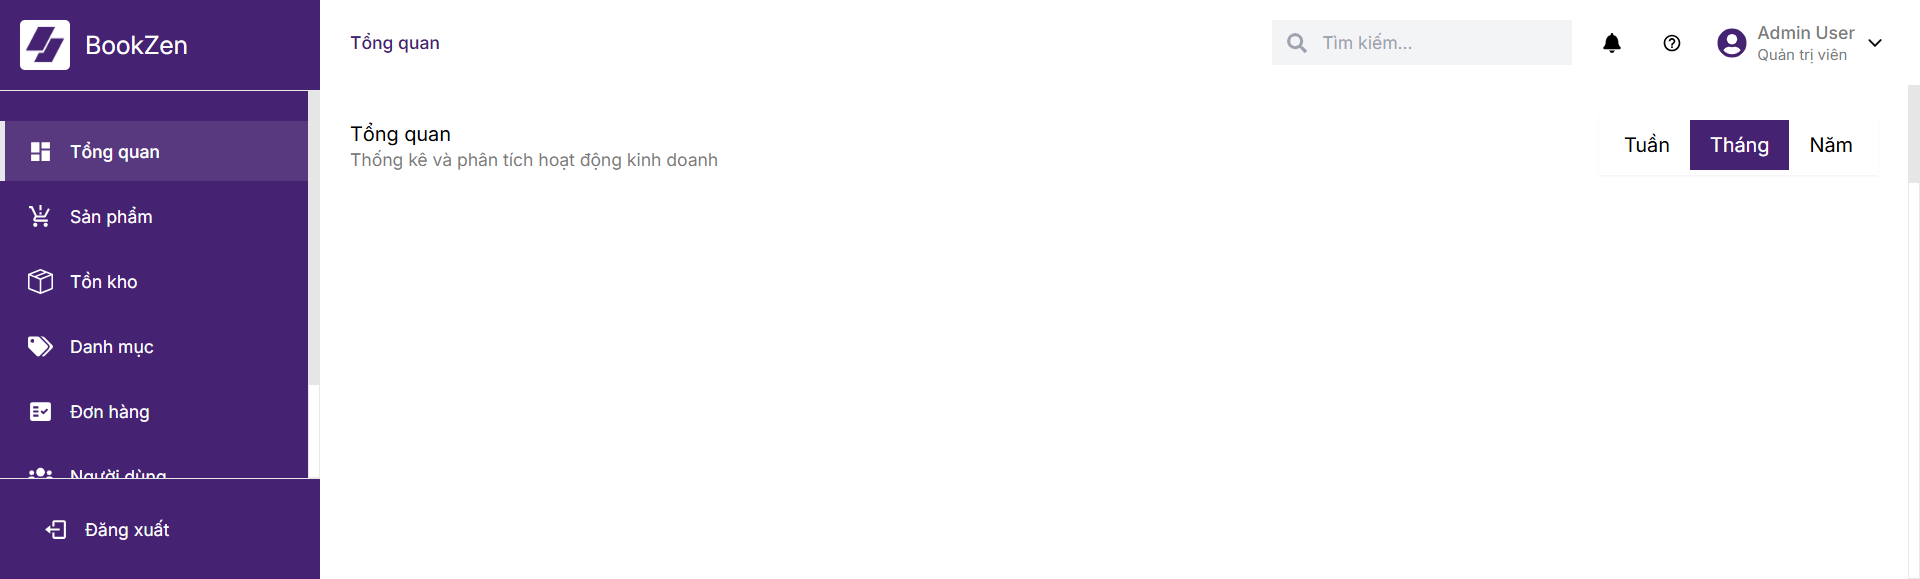 BookZen
Tổng quan
Sản phẩm
Tồn kho
Danh mục
Đơn hàng
Người dùng
Đăng xuất
Tổng quan
Tìm kiếm...
Admin User
Quản trị viên
Tổng quan
Thống kê và phân tích hoạt động kinh doanh
Tuần Tháng Năm